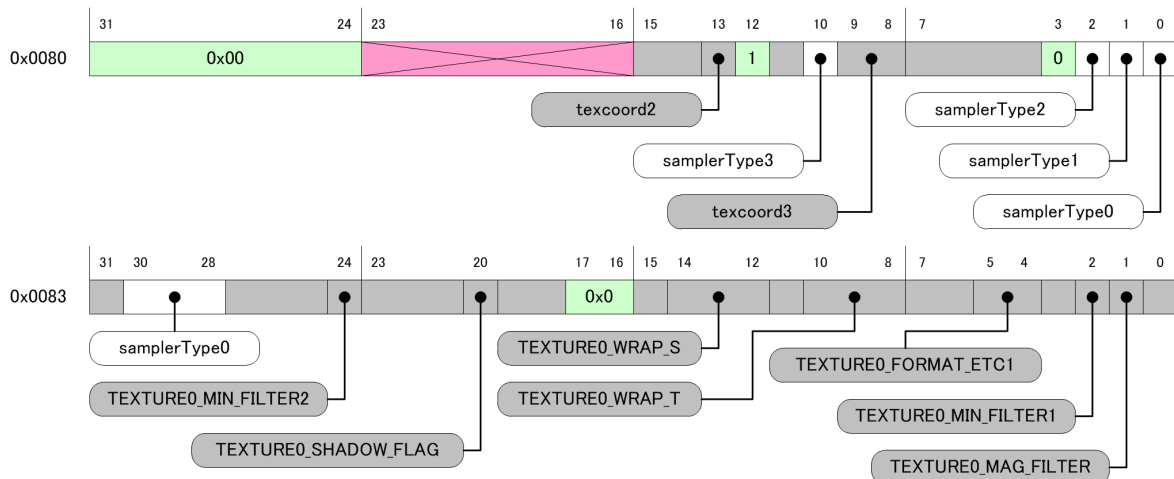 31 24 23 16 15 13 12 10 9 8 7 3 2 1 0
0x0080 0x00 1 0
texcoord2 samplerType2
samplerType3 samplerType1
texcoord3 samplerType0
31 30 28 24 23 20 17 16 15 14 12 10 8 7 5 4 2 1 0
0x0083 0x0
samplerType0 TEXTURE0_WRAP_S TEXTURE0_FORMAT_ETC1
TEXTURE0_MIN_FILTER2 TEXTURE0_WRAP_T TEXTURE0_MIN_FILTER1
TEXTURE0_SHADOW_FLAG TEXTURE0_MAG_FILTER